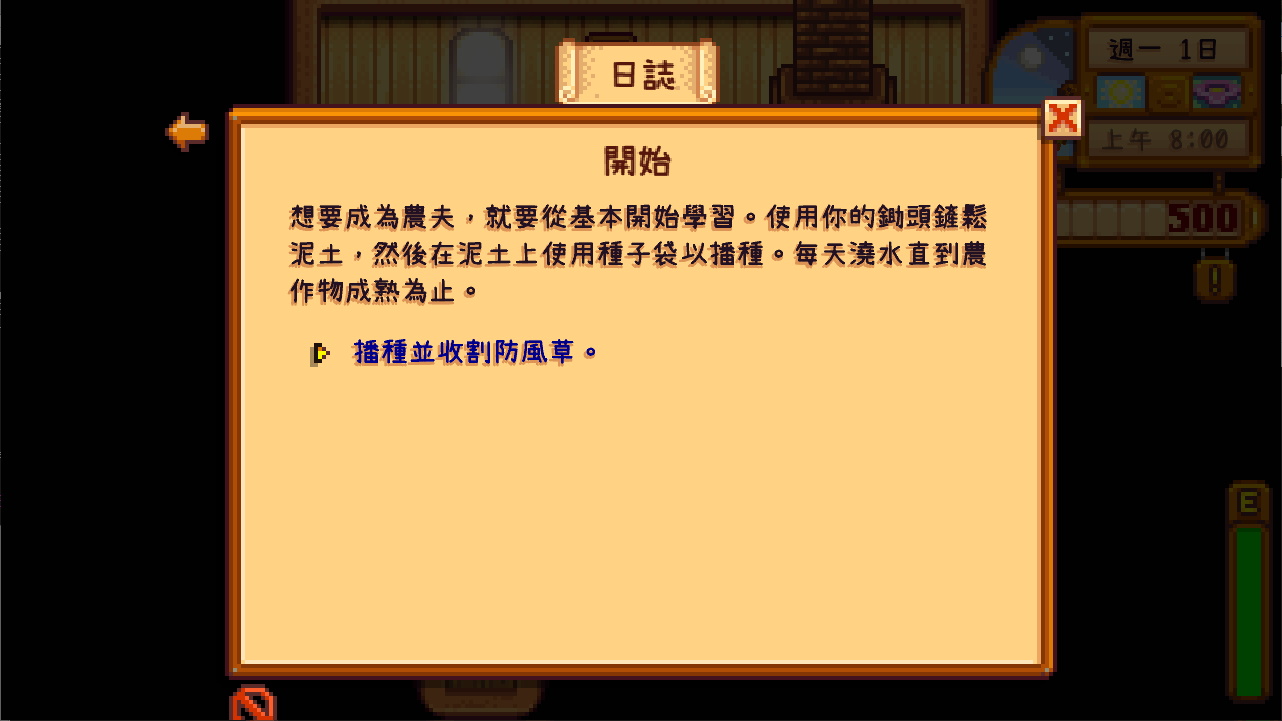 日誌
週一 1日
上午 8:00
500
開始
想要成為農夫，就要從基本開始學習。使用你的鋤頭鏟鬆
泥土，然後在泥土上使用種子袋以播種。每天澆水直到農
作物成熟為止。
播種並收割防風草。
E